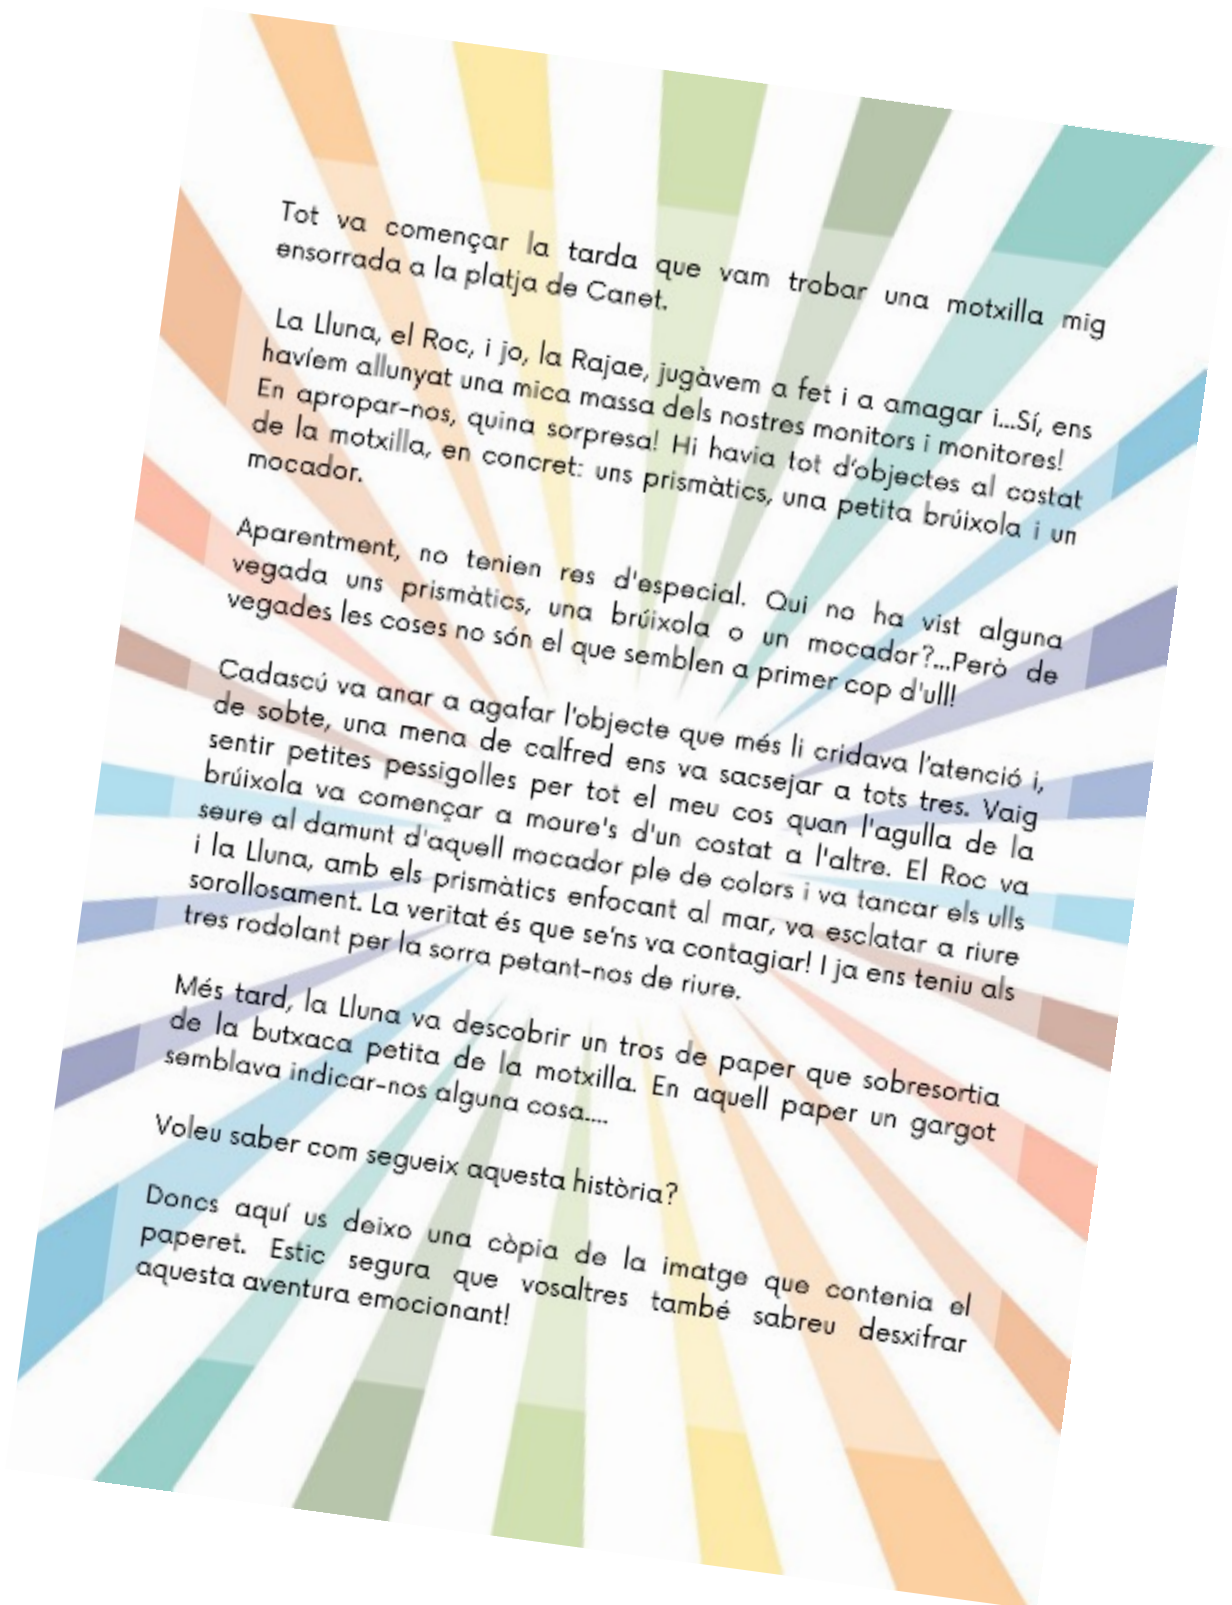 Tot va començar la tarda que vam trobar una motxilla mig
ensorrada a la platja de Canet.
La Lluna, el Roc, i jo, la Rajae, jugàvem a fet i a amagar i...Sí, ens
havíem allunyat una mica massa dels nostres monitors i monitores!
En apropar-nos, quina sorpresa! Hi havia tot d'objectes al costat
de la motxilla, en concret: uns prismàtics, una petita brúixola i un
mocador.
Aparentment, no tenien res d'especial. Qui no ha vist alguna
vegada uns prismàtics, una brúixola o un mocador?...Però de
vegades les coses no són el que semblen a primer cop d'ull!
Cadascú va anar a agafar l'objecte que més li cridava l'atenció i,
de sobte, una mena de calfred ens va sacsejar a tots tres. Vaig
sentir petites pessigolles per tot el meu cos quan l'agulla de la
brúixola va començar a moure's d'un costat a l'altre. El Roc va
seure al damunt d'aquell mocador ple de colors i va tancar els ulls
i la Lluna, amb els prismàtics enfocant al mar, va esclatar a riure
sorollosament. La veritat és que se'ns va contagiar! I ja ens teniu als
tres rodolant per la sorra petant-nos de riure.
Més tard, la Lluna va descobrir un tros de paper que sobresortia
de la butxaca petita de la motxilla. En aquell paper un gargot
semblava indicar-nos alguna cosa....
Voleu saber com segueix aquesta història?
Doncs aquí us deixo una còpia de la imatge que contenia el
paperet. Estic segura que vosaltres també sabreu desxifrar
aquesta aventura emocionant!